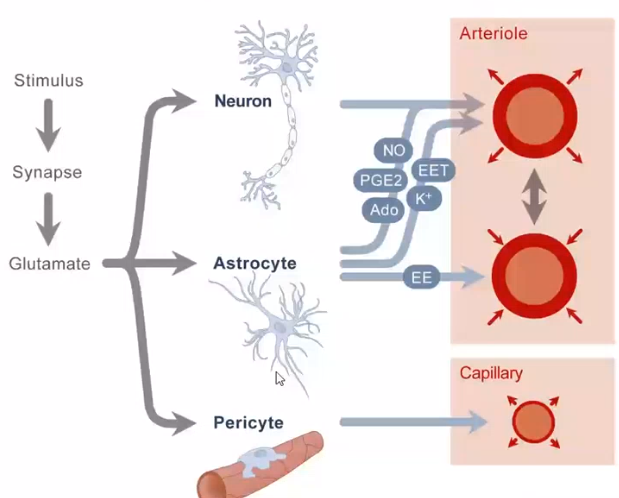 Arteriole
Stimulus
Neuron
NO
PGE2
EET
Synapse
Ado
K⁺
Glutamate
Astrocyte
EE
Capillary
Pericyte